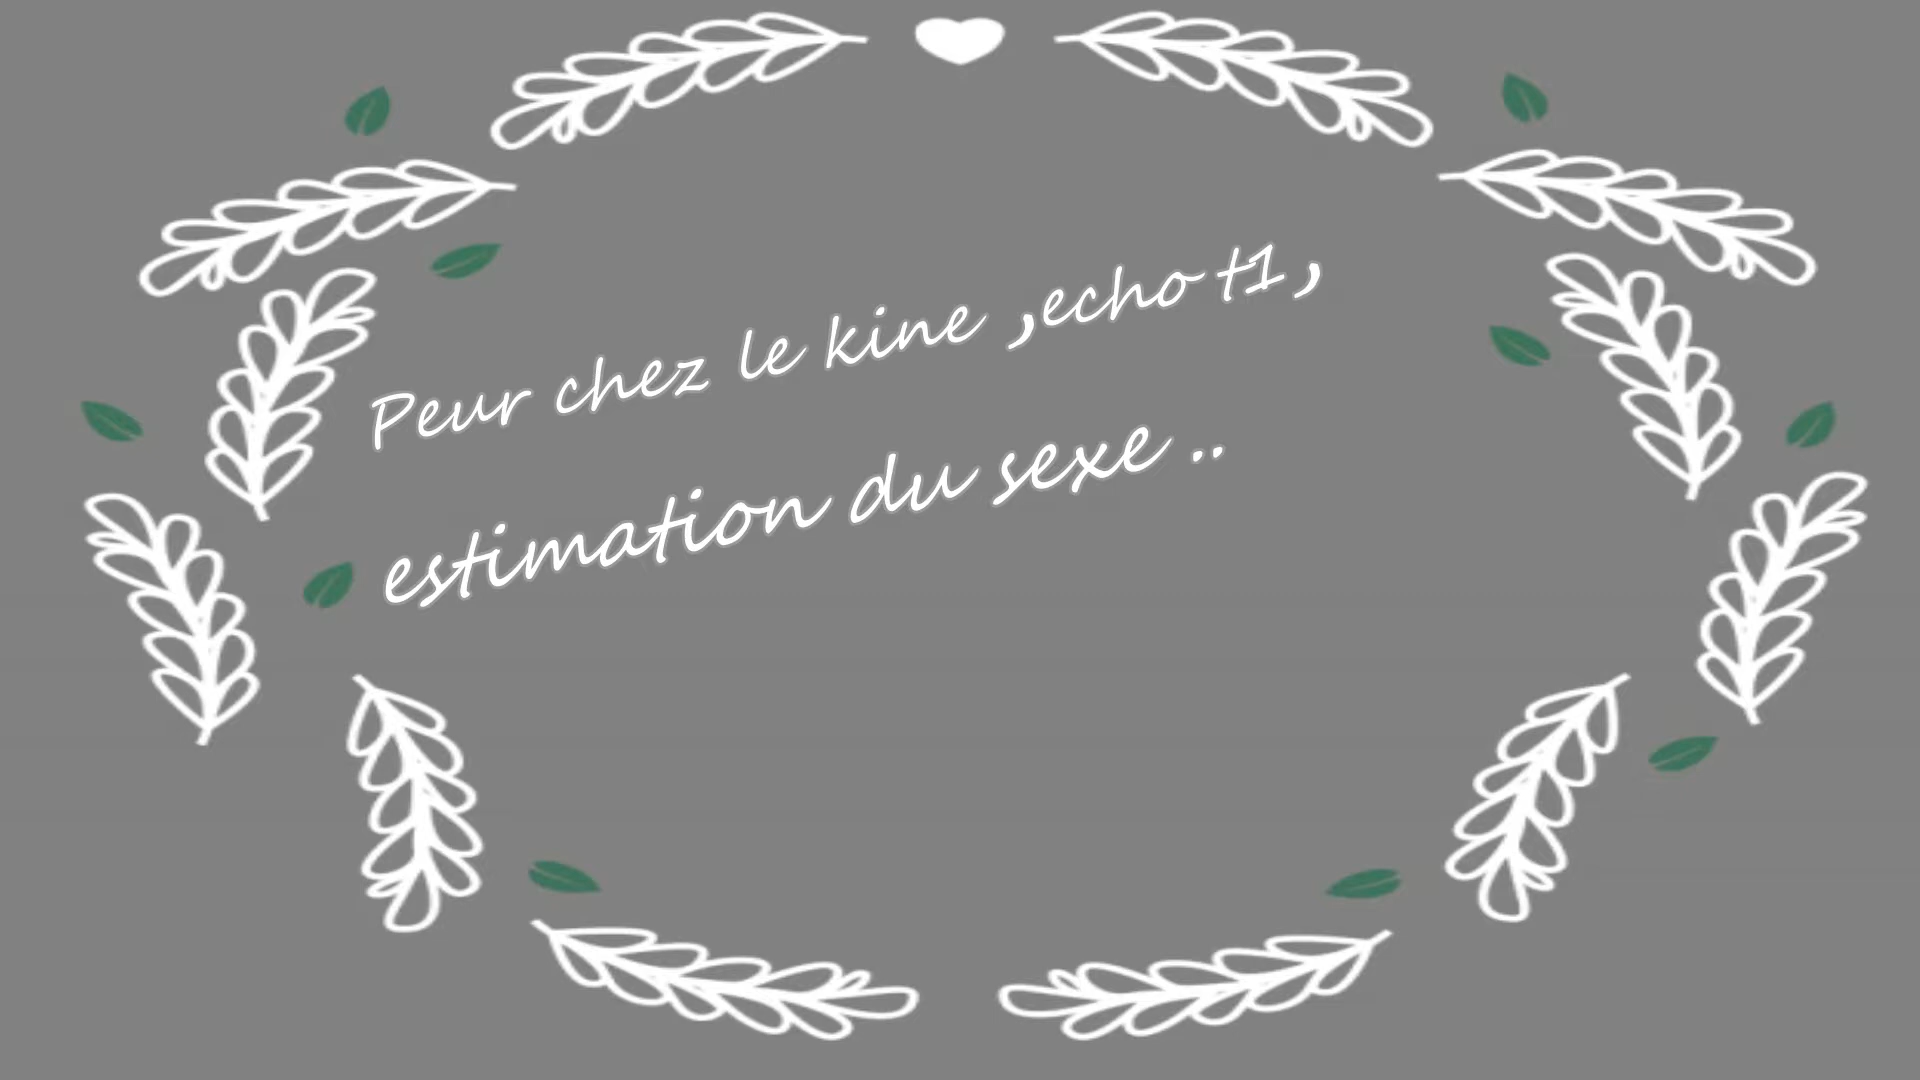 Peur chez le kine ,echo t1,
estimation du sexe ..